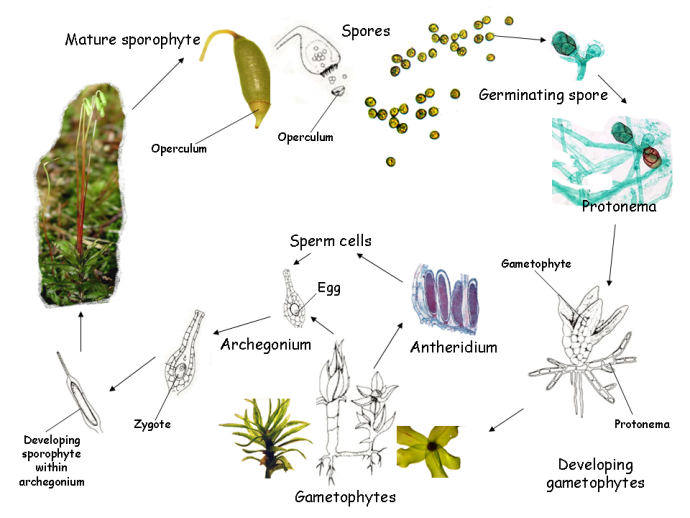 Mature sporophyte
Spores
Operculum
Operculum
Germinating spore
Protonema
Gametophyte
Protonema
Developing
gametophytes
Gametophytes
Antheridium
Sperm cells
Egg
Archegonium
Zygote
Developing
sporophyte
within
archegonium